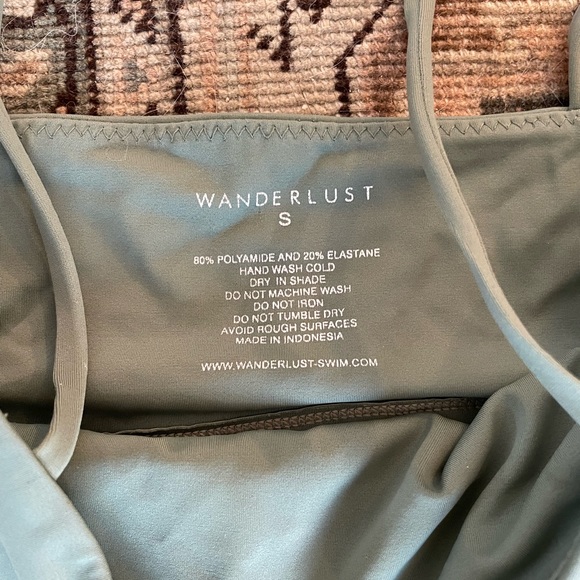 WANDERLUST
S
80% POLYAMIDE AND 20% ELASTANE
HAND WASH COLD
DRY IN SHADE
DO NOT MACHINE WASH
DO NOT IRON
DO NOT TUMBLE DRY
AVOID ROUGH SURFACES
MADE IN INDONESIA
WWW.WANDERLUST-SWIM.COM